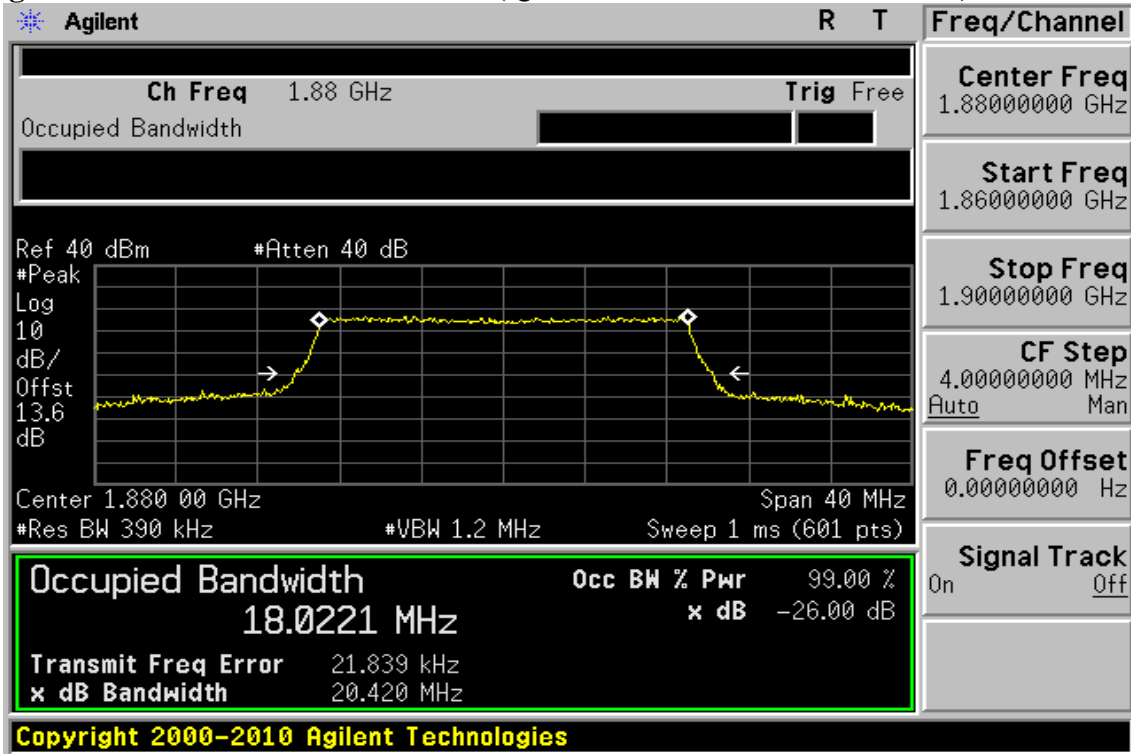 Agilent R T Freq/Channel
Ch Freq 1.88 GHz Trig Free
Occupied Bandwidth
Center Freq
1.88000000 GHz
Start Freq
1.86000000 GHz
Stop Freq
1.90000000 GHz
CF Step
4.00000000 MHz
Auto Man
Freq Offset
0.00000000 Hz
Signal Track
On Off
Ref 40 dBm #Atten 40 dB
#Peak
Log
10
dB/
Offst
13.6
dB
Center 1.880 00 GHz Span 40 MHz
#Res BW 390 kHz #VBW 1.2 MHz Sweep 1 ms (601 pts)
Occupied Bandwidth Occ BW % Pwr 99.00 %
18.0221 MHz x dB -26.00 dB
Transmit Freq Error 21.839 kHz
x dB Bandwidth 20.420 MHz
Copyright 2000-2010 Agilent Technologies